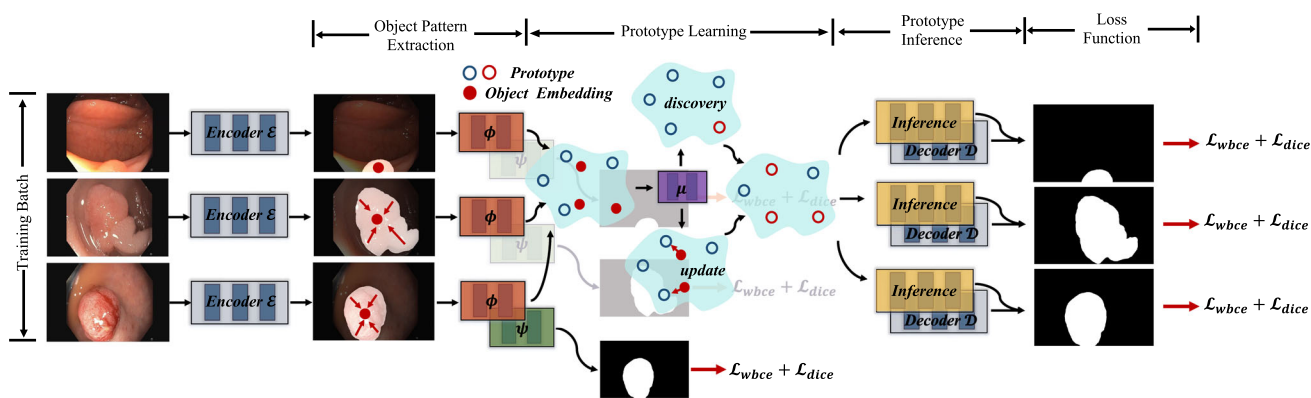 Object Pattern
Extraction
Prototype Learning
Prototype
Inference
Loss
Function
Prototype
Object Embedding
Training Batch
Encoder ℰ
ϕ
ψ
discovery
Inference
Decoder 𝒟
ℒwbce + ℒdice
Encoder ℰ
ϕ
ψ
μ
ℒwbce + ℒdice
Inference
Decoder 𝒟
ℒwbce + ℒdice
Encoder ℰ
ϕ
ψ
update
ℒwbce + ℒdice
Inference
Decoder 𝒟
ℒwbce + ℒdice
ℒwbce + ℒdice